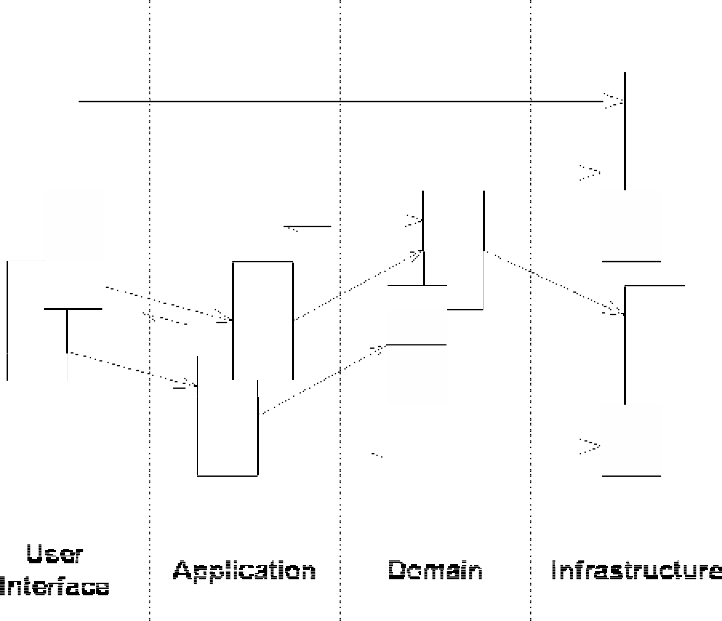 User
Interface
Application
Domain
Infrastructure